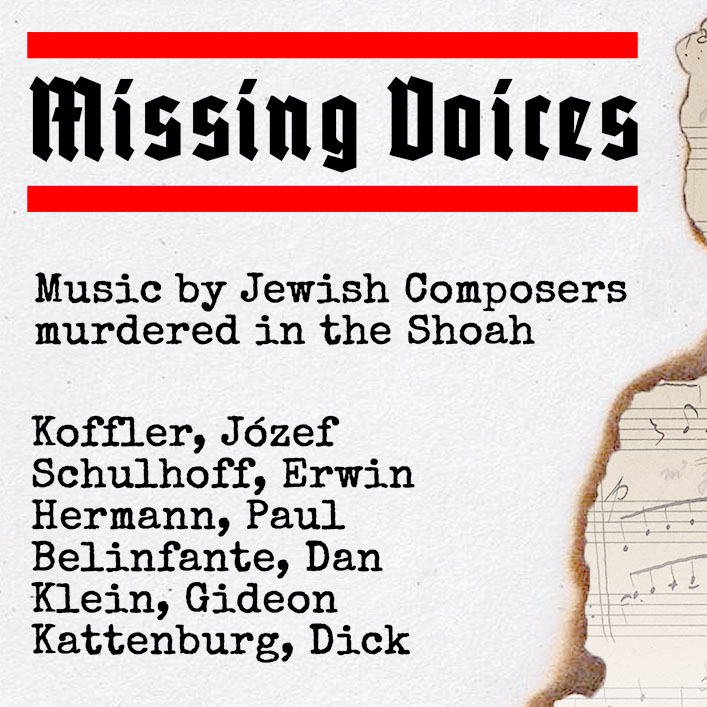 Missing Voices
Music by Jewish Composers
murdered in the Shoah
Koffler, Józef
Schulhoff, Erwin
Hermann, Paul
Belinfante, Dan
Klein, Gideon
Kattenburg, Dick